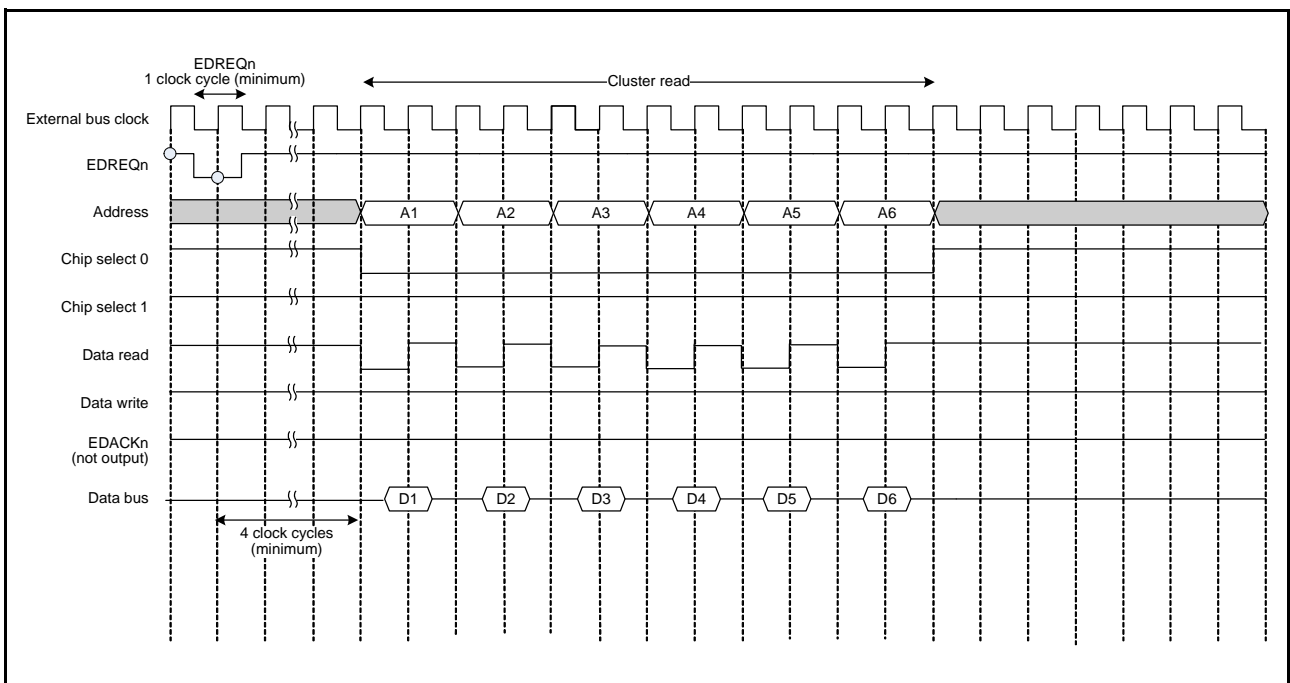 EDREQn
1 clock cycle (minimum)
Cluster read
External bus clock
EDREQn
Address
A1 A2 A3 A4 A5 A6
Chip select 0
Chip select 1
Data read
Data write
EDACKn
(not output)
Data bus
D1 D2 D3 D4 D5 D6
4 clock cycles
(minimum)